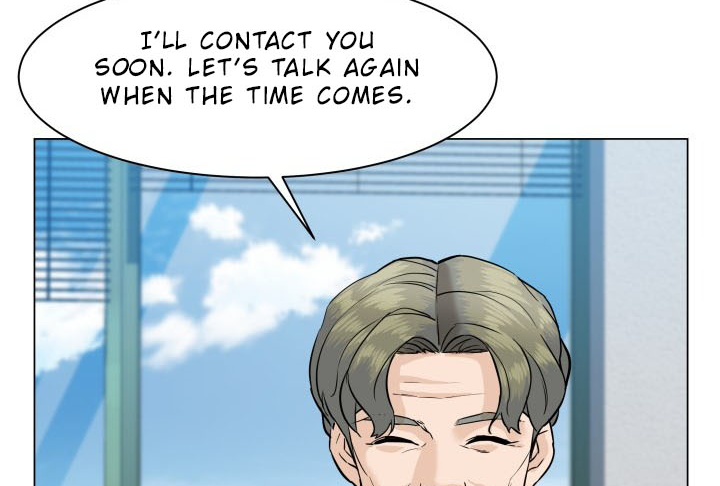 I'LL CONTACT YOU
SOON. LET'S TALK AGAIN
WHEN THE TIME COMES.